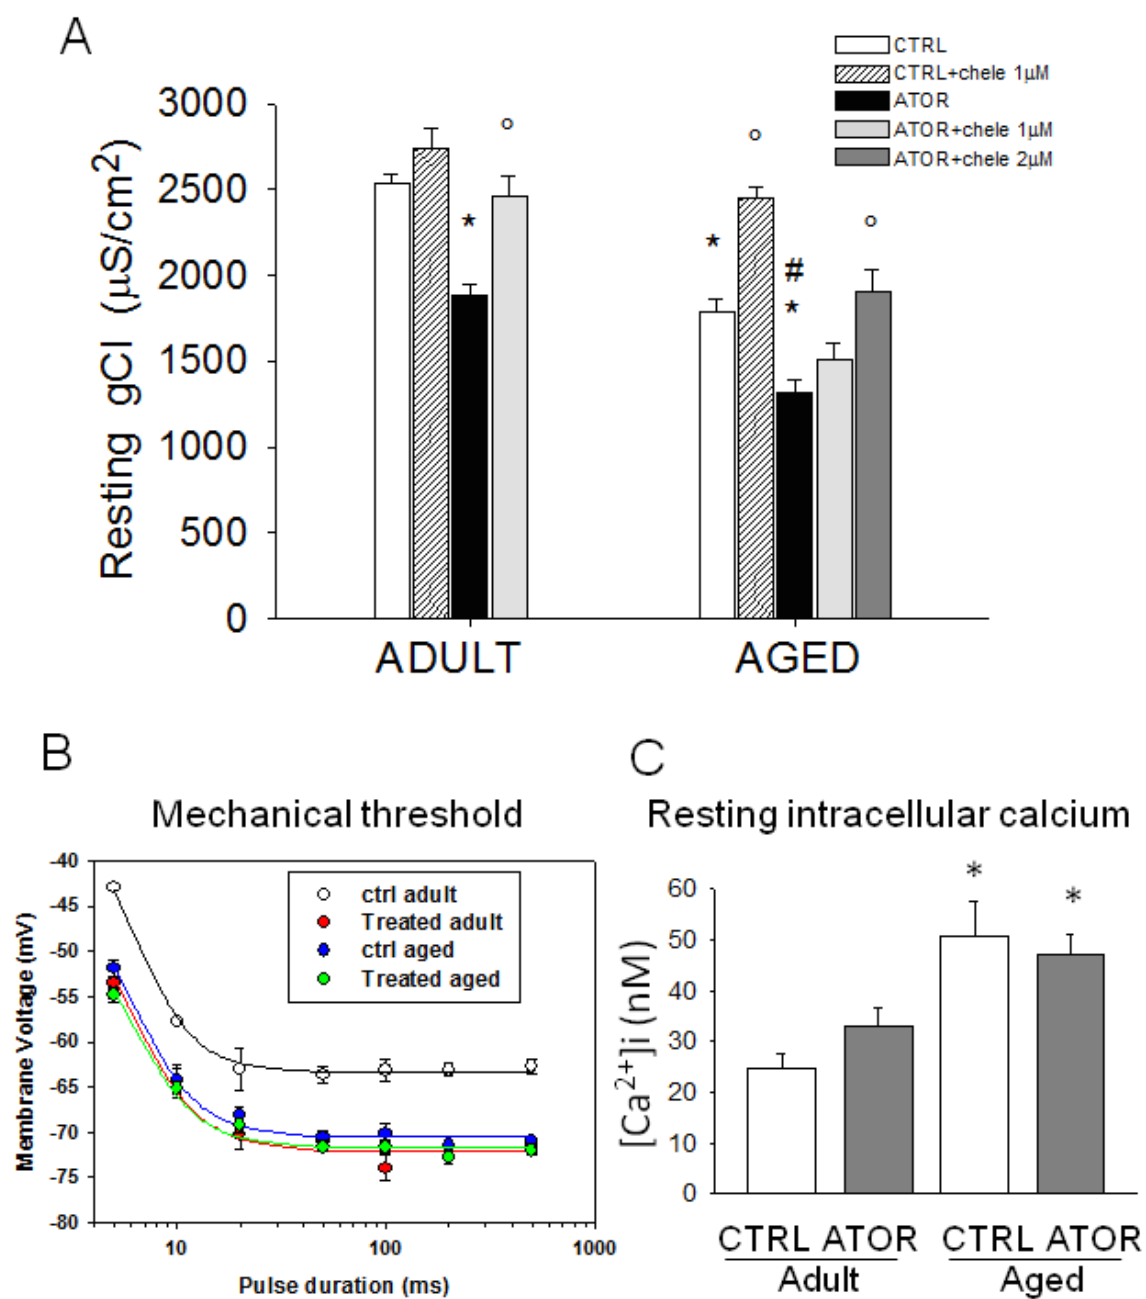 A
CTRL
CTRL+chele 1µM
ATOR
ATOR+chele 1µM
ATOR+chele 2µM
Resting gCl (µS/cm²)
3000
2500
2000
1500
1000
500
0
*
°
*
°
#
*
°
ADULT
AGED
B
Mechanical threshold
ctrl adult
Treated adult
ctrl aged
Treated aged
Membrane Voltage (mV)
-40
-45
-50
-55
-60
-65
-70
-75
-80
10
100
1000
Pulse duration (ms)
C
Resting intracellular calcium
[Ca²⁺]i (nM)
60
50
40
30
20
10
0
*
*
CTRL ATOR CTRL ATOR
Adult Aged